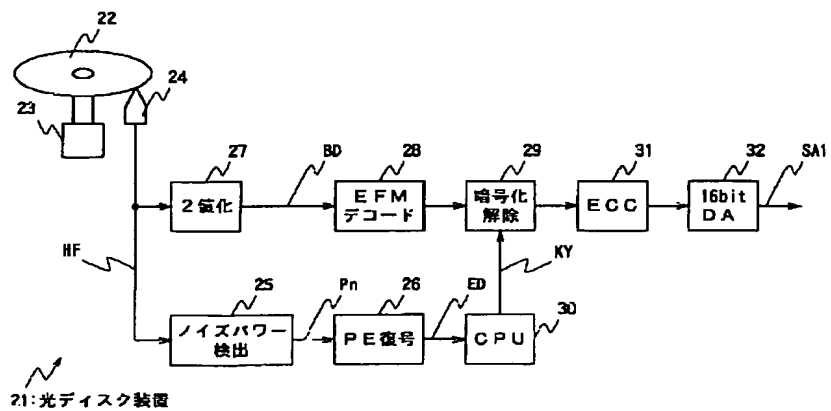 22
24
23
27
BD
28
29
31
32
SA1
2値化
EFM
デコード
暗号化
解除
ECC
16bit
DA
HF
KY
25
Pn
26
ED
ノイズパワー
検出
PE復号
CPU
30
21:光ディスク装置